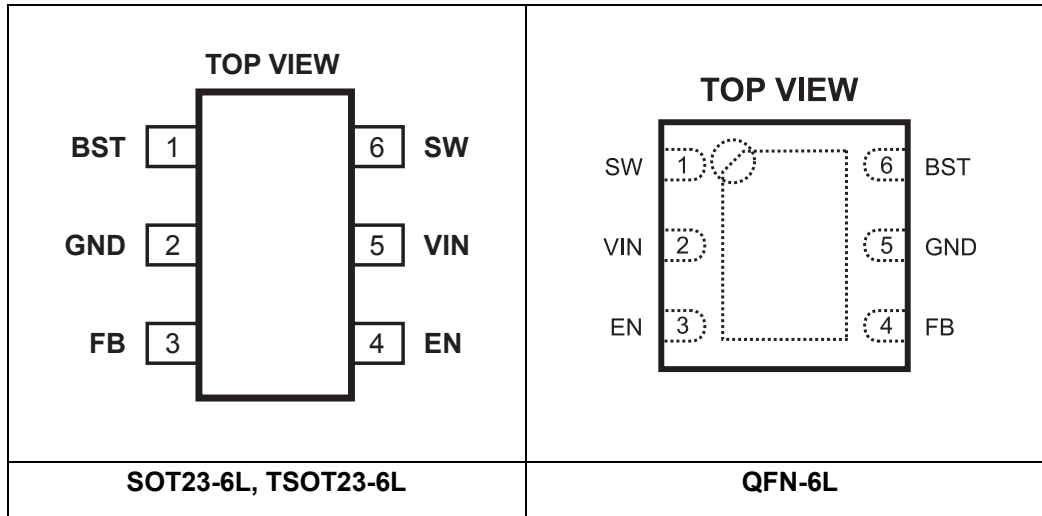 TOP VIEW
BST 1 6 SW
GND 2 5 VIN
FB 3 4 EN
SOT23-6L, TSOT23-6L
TOP VIEW
SW 1 6 BST
VIN 2 5 GND
EN 3 4 FB
QFN-6L